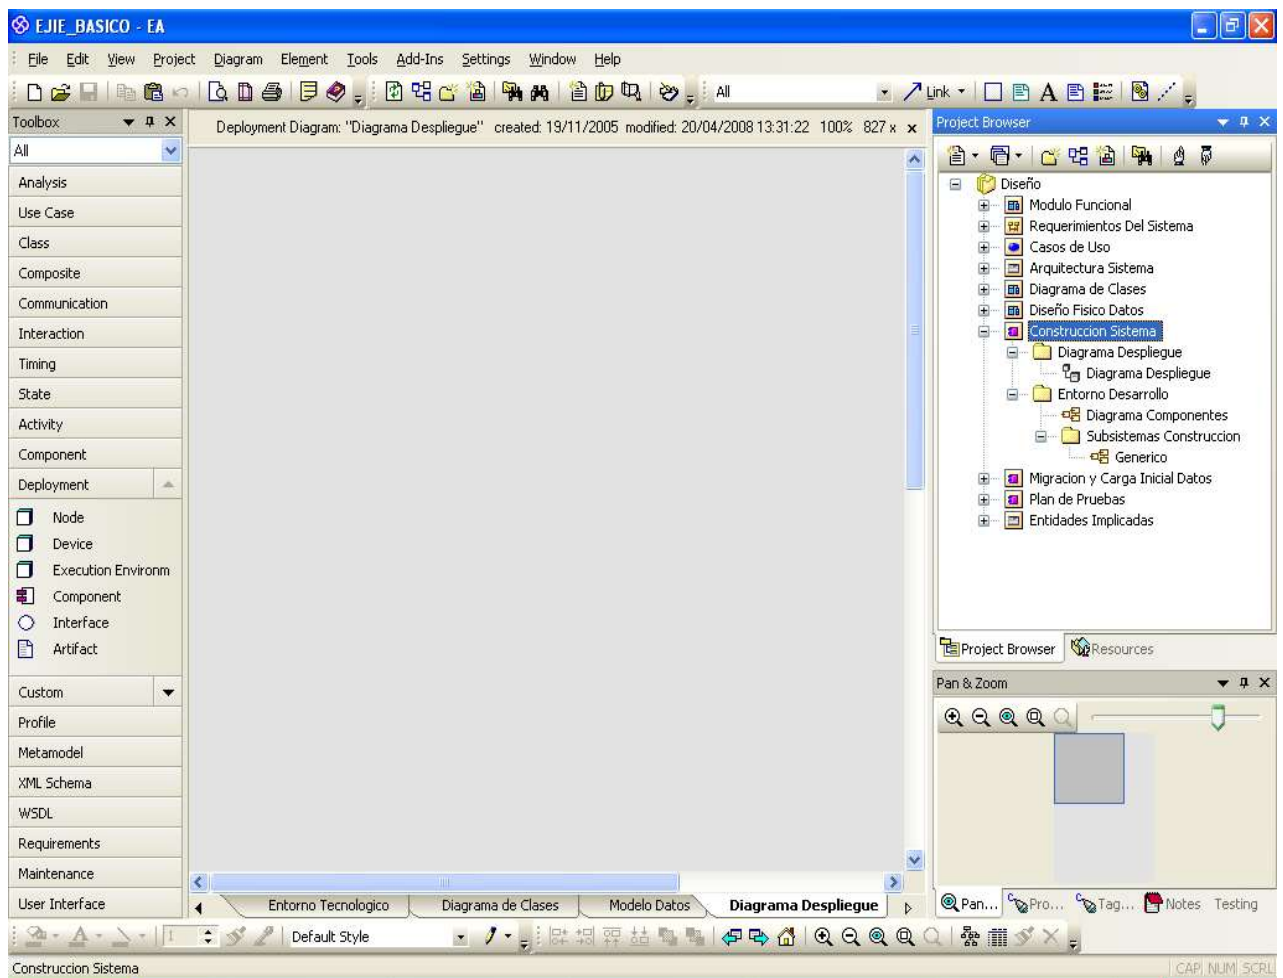 EJIE_BASICO - EA
File Edit View Project Diagram Element Tools Add-Ins Settings Window Help
All
Link
Toolbox
Deployment Diagram: "Diagrama Despliegue" created: 19/11/2005 modified: 20/04/2008 13:31:22 100% 827 x
Project Browser
All
Analysis
Use Case
Class
Composite
Communication
Interaction
Timing
State
Activity
Component
Deployment
Node
Device
Execution Environm
Component
Interface
Artifact
Custom
Profile
Metamodel
XML Schema
WSDL
Requirements
Maintenance
User Interface
Diseño
Modulo Funcional
Requerimientos Del Sistema
Casos de Uso
Arquitectura Sistema
Diagrama de Clases
Diseño Fisico Datos
Construccion Sistema
Diagrama Despliegue
Diagrama Despliegue
Entorno Desarrollo
Diagrama Componentes
Subsistemas Construccion
Generico
Migracion y Carga Inicial Datos
Plan de Pruebas
Entidades Implicadas
Project Browser Resources
Pan & Zoom
Entorno Tecnologico Diagrama de Clases Modelo Datos Diagrama Despliegue
Pan... Pro... Tag... Notes Testing
1 Default Style
Construccion Sistema
CAP NUM SCRL